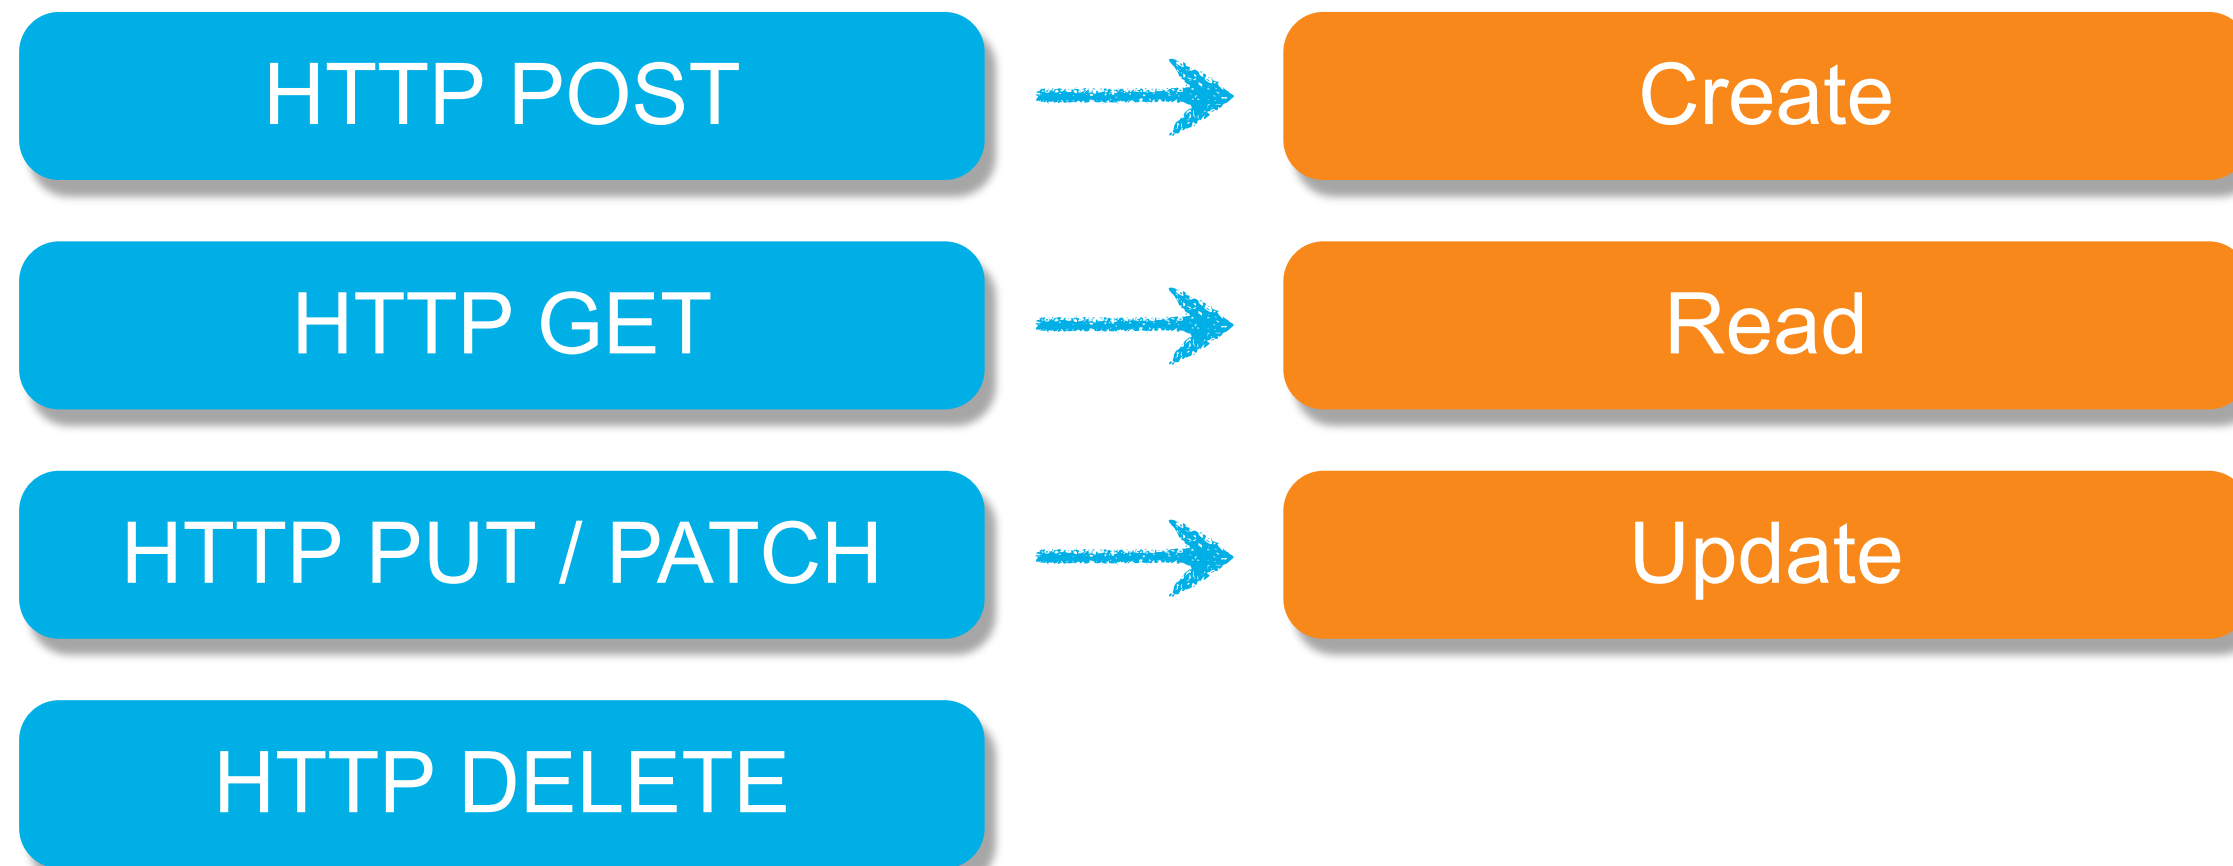 HTTP POST
Create
HTTP GET
Read
HTTP PUT / PATCH
Update
HTTP DELETE